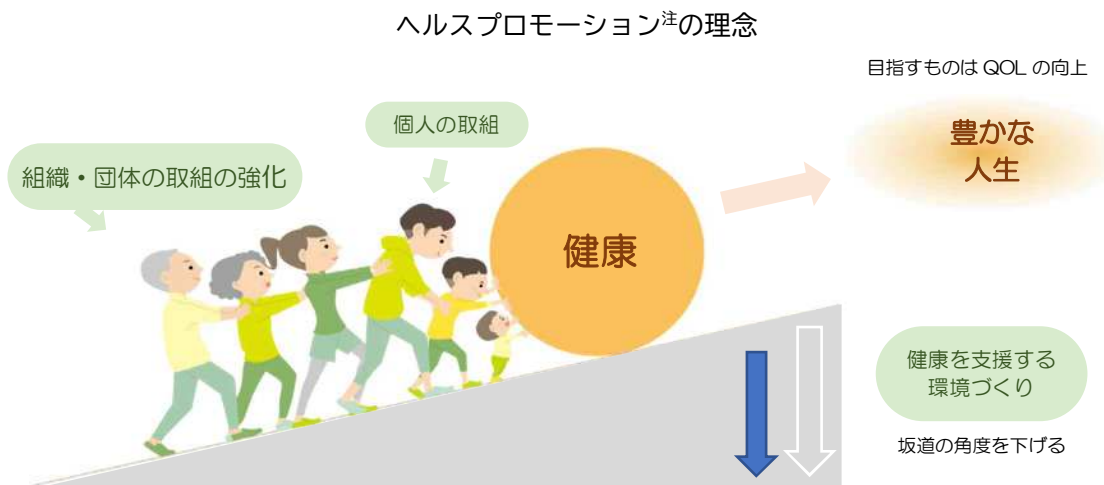 ヘルスプロモーション注の理念
目指すものは QOL の向上
豊かな
人生
個人の取組
組織・団体の取組の強化
健康
健康を支援する
環境づくり
坂道の角度を下げる